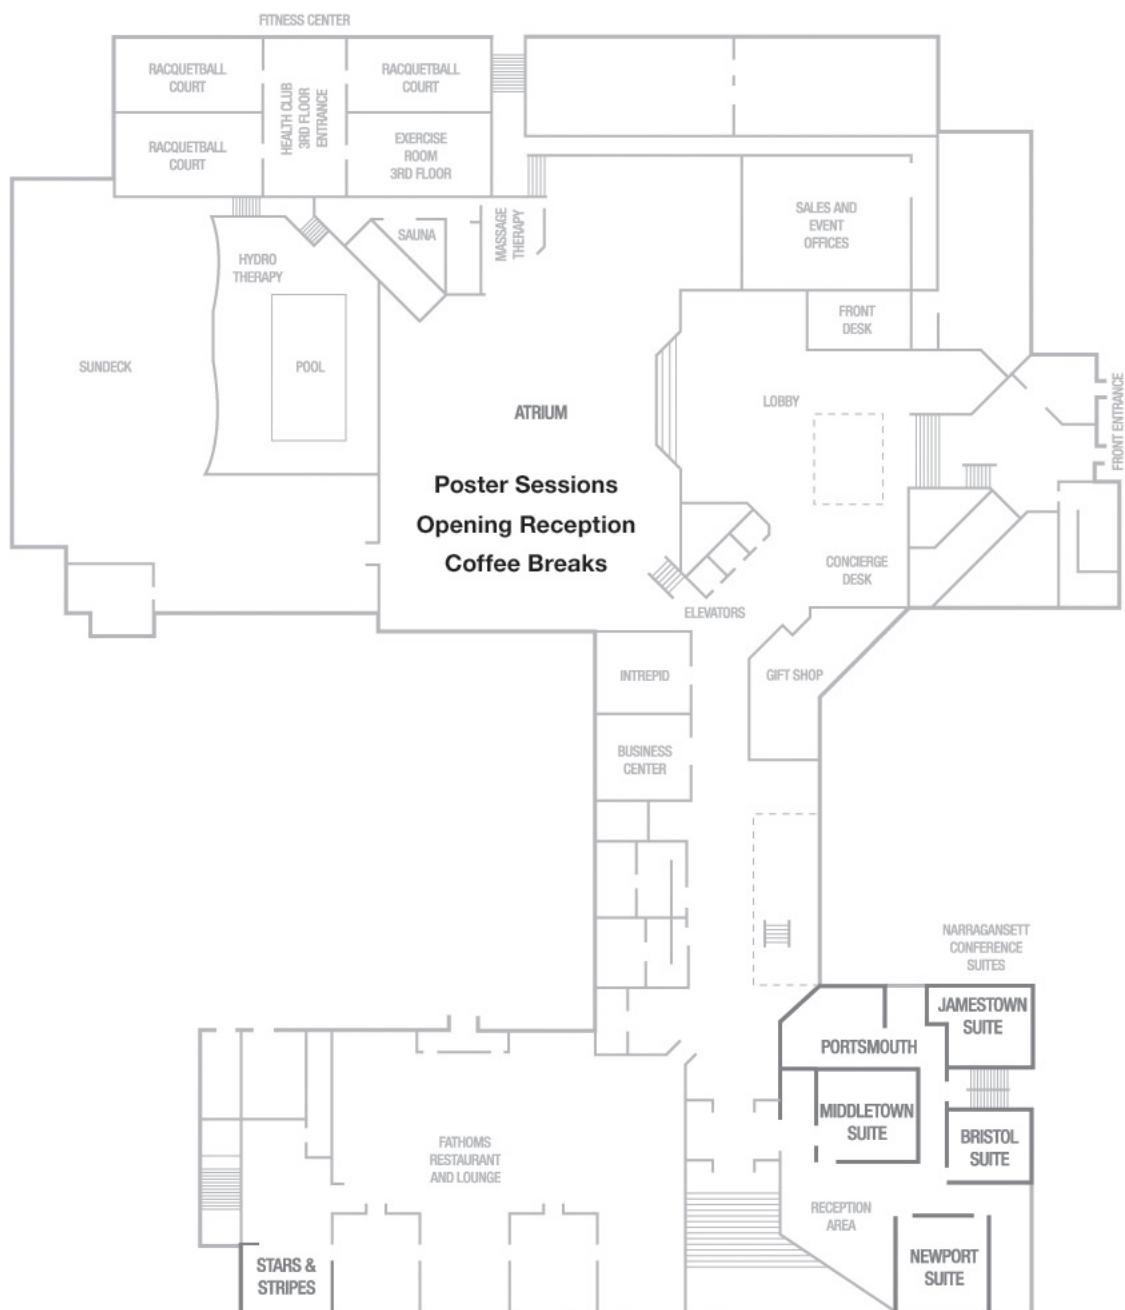 FITNESS CENTER
RACQUETBALL
COURT
HEALTH CLUB
3RD FLOOR
ENTRANCE
RACQUETBALL
COURT
RACQUETBALL
COURT
EXERCISE
ROOM
3RD FLOOR
SAUNA
MASSAGE
THERAPY
SALES AND
EVENT
OFFICES
HYDRO
THERAPY
FRONT
DESK
SUNDECK
POOL
ATRIUM
LOBBY
FRONT ENTRANCE
Poster Sessions
Opening Reception
Coffee Breaks
CONCIERGE
DESK
ELEVATORS
INTREPID
GIFT SHOP
BUSINESS
CENTER
NARRAGANSETT
CONFERENCE
SUITES
JAMESTOWN
SUITE
PORTSMOUTH
MIDDLETOWN
SUITE
BRISTOL
SUITE
FATHOMS
RESTAURANT
AND LOUNGE
RECEPTION
AREA
STARS &
STRIPES
NEWPORT
SUITE